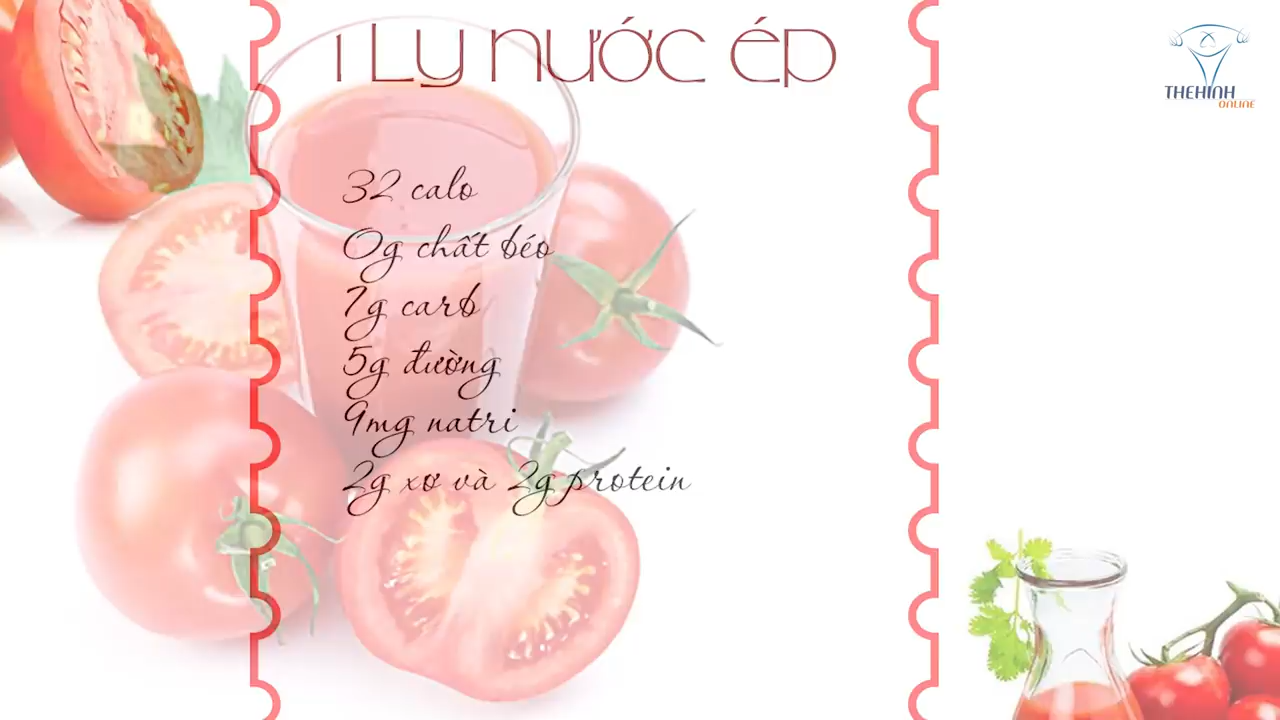 1 Ly nước ép
THEHINH
ONLINE
32 calo
0g chất béo
7g carb
5g đường
9mg natri
2g xơ và 2g protein